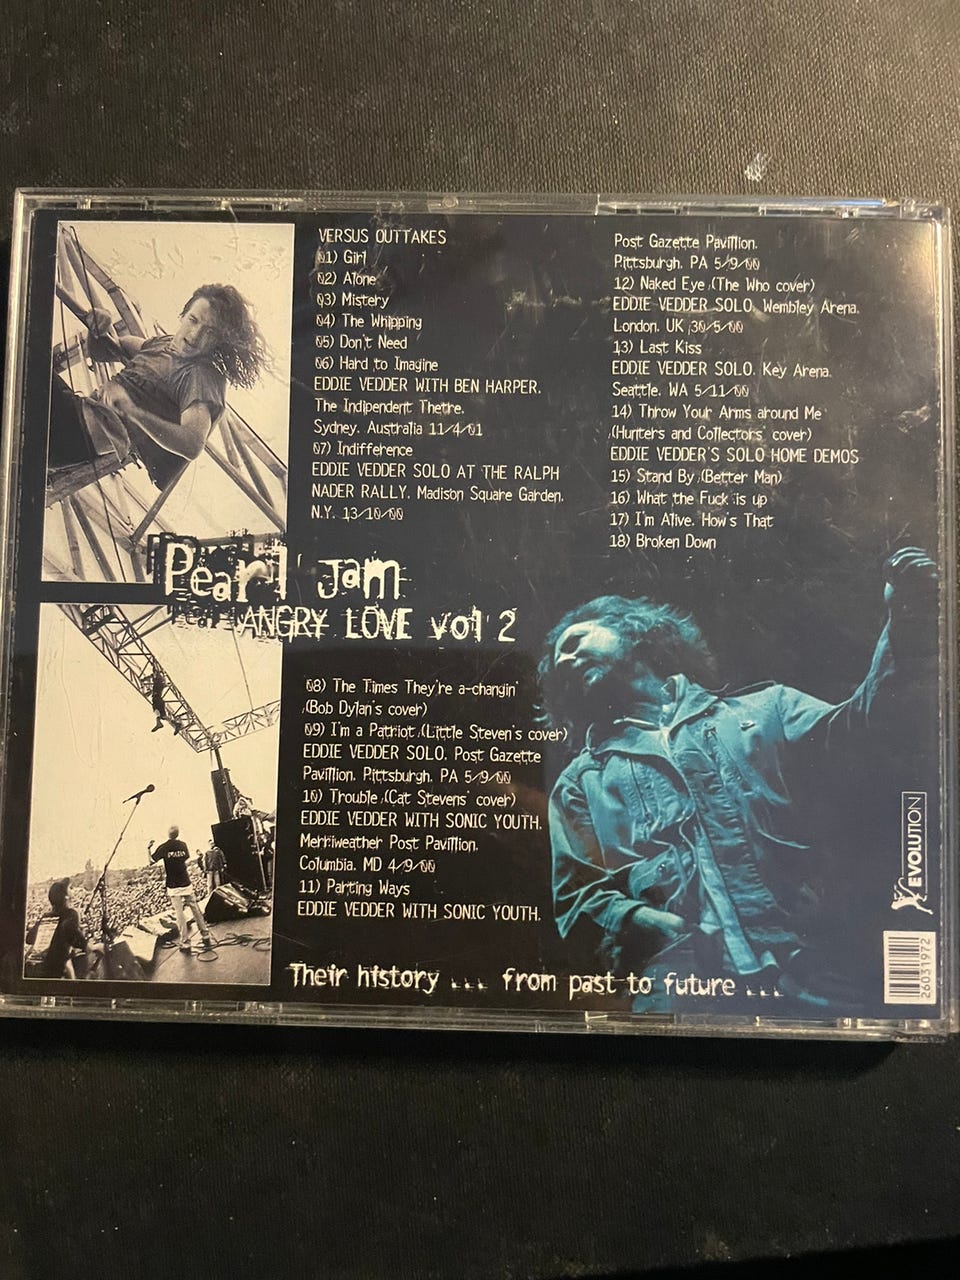 VERSUS OUTTAKES
01) Girl
02) Alone
03) Mistery
04) The Whipping
05) Don't Need
06) Hard to Imagine
EDDIE VEDDER WITH BEN HARPER.
The Indipendent Thetre.
Sydney. Australia 11/4/01
07) Indifference
EDDIE VEDDER SOLO AT THE RALPH
NADER RALLY. Madison Square Garden.
N.Y. 13/10/00
Pearl Jam
ANGRY LOVE vol 2
08) The Times They're a-changin'
(Bob Dylan's cover)
09) I'm a Patriot (Little Steven's cover)
EDDIE VEDDER SOLO. Post Gazette
Pavillion. Pittsburgh. PA 5/9/00
10) Trouble (Cat Stevens' cover)
EDDIE VEDDER WITH SONIC YOUTH.
Merriweather Post Pavillion.
Columbia. MD 4/9/00
11) Parting Ways
EDDIE VEDDER WITH SONIC YOUTH.
Post Gazette Pavillion.
Pittsburgh. PA 5/9/00
12) Naked Eye (The Who cover)
EDDIE VEDDER SOLO. Wembley Arena.
London. UK 30/5/00
13) Last Kiss
EDDIE VEDDER SOLO. Key Arena.
Seattle. WA 5/11/00
14) Throw Your Arms around Me
(Hunters and Collectors' cover)
EDDIE VEDDER'S SOLO HOME DEMOS
15) Stand By (Better Man)
16) What the Fuck is up
17) I'm Alive. How's That
18) Broken Down
Their history ... from past to future ...
EVOLUTION
26031972